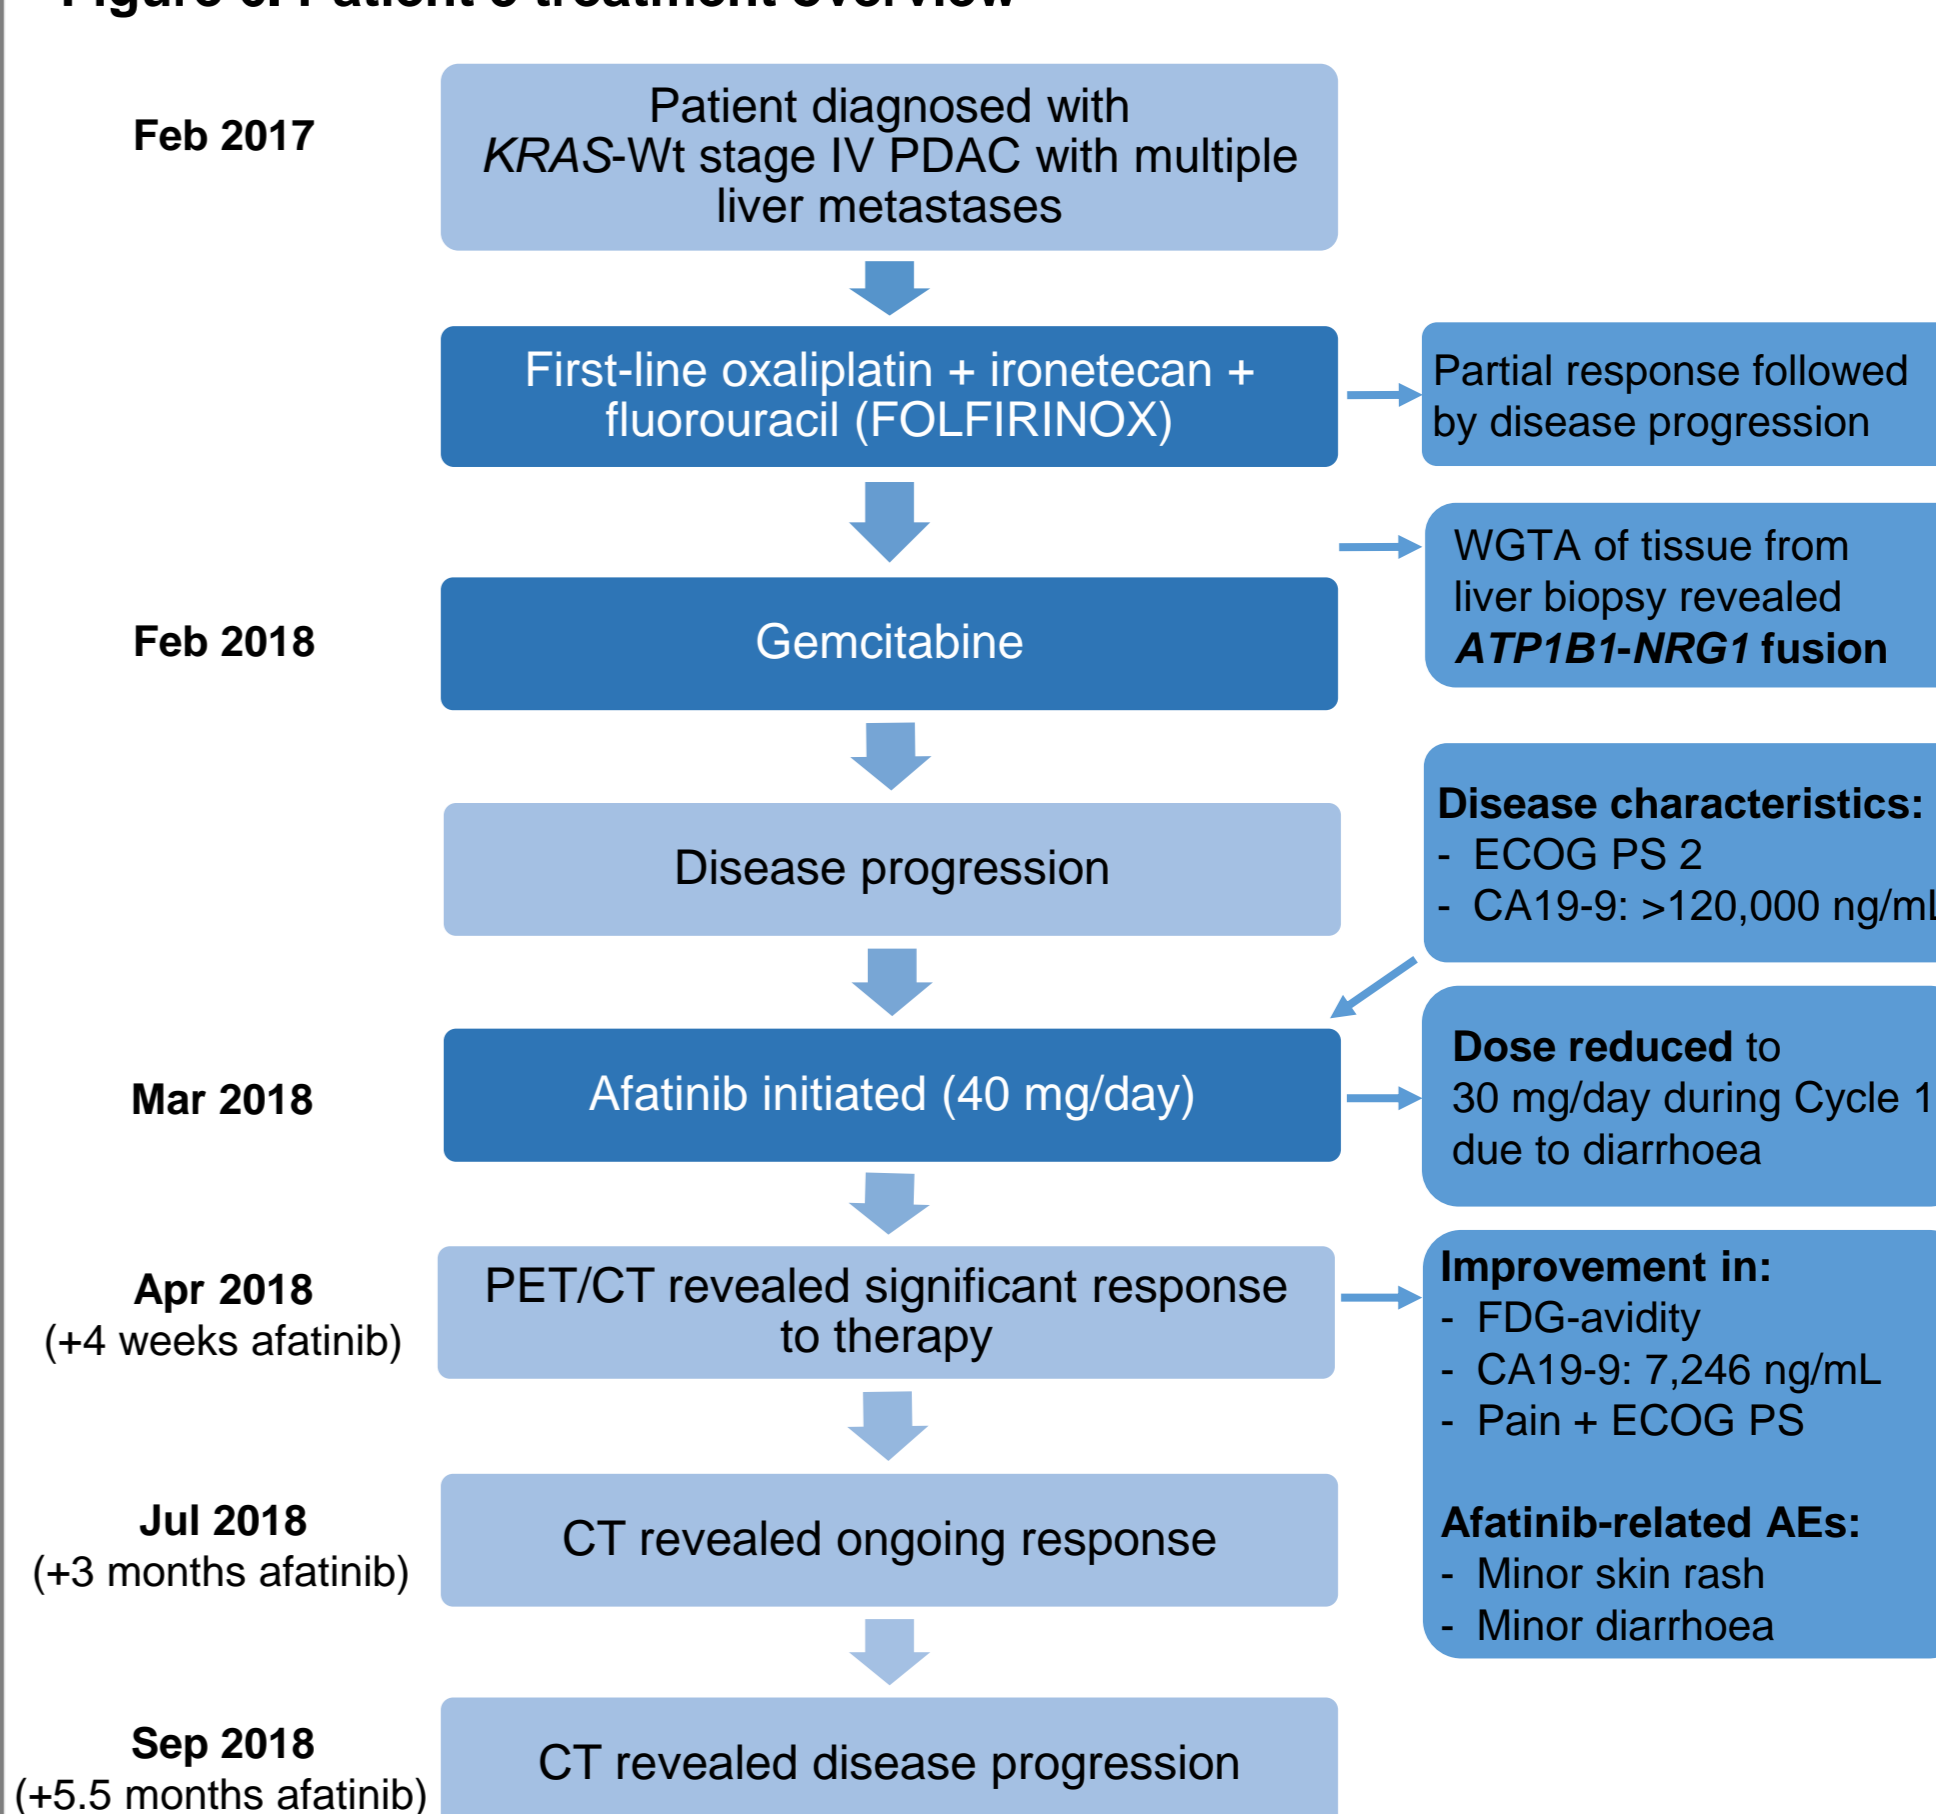 Patient 3 treatment overview
Feb 2017
Patient diagnosed with
KRAS-Wt stage IV PDAC with multiple
liver metastases
First-line oxaliplatin + ironetecan +
fluorouracil (FOLFIRINOX)
Partial response followed
by disease progression
WGTA of tissue from
liver biopsy revealed
ATP1B1-NRG1 fusion
Feb 2018
Gemcitabine
Disease progression
Disease characteristics:
- ECOG PS 2
- CA19-9: >120,000 ng/mL
Mar 2018
Afatinib initiated (40 mg/day)
Dose reduced to
30 mg/day during Cycle 1
due to diarrhoea
Apr 2018
(+4 weeks afatinib)
PET/CT revealed significant response
to therapy
Improvement in:
- FDG-avidity
- CA19-9: 7,246 ng/mL
- Pain + ECOG PS
Afatinib-related AEs:
- Minor skin rash
- Minor diarrhoea
Jul 2018
(+3 months afatinib)
CT revealed ongoing response
Sep 2018
(+5.5 months afatinib)
CT revealed disease progression